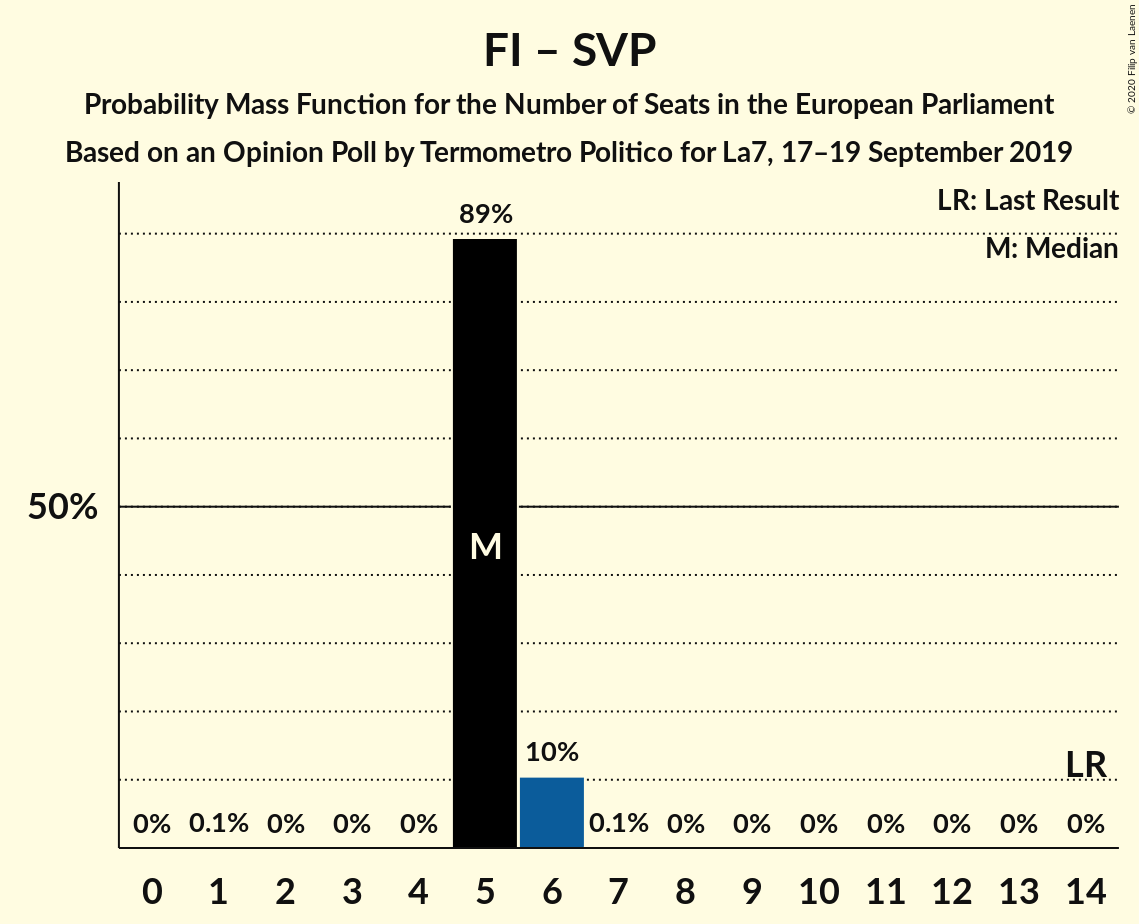 FI – SVP
Probability Mass Function for the Number of Seats in the European Parliament
Based on an Opinion Poll by Termometro Politico for La7, 17–19 September 2019
© 2020 Filip van Laenen
LR: Last Result
M: Median
89%
50%
M
10%
LR
0% 0.1% 0% 0% 0% 0.1% 0% 0% 0% 0% 0% 0% 0%
0 1 2 3 4 5 6 7 8 9 10 11 12 13 14